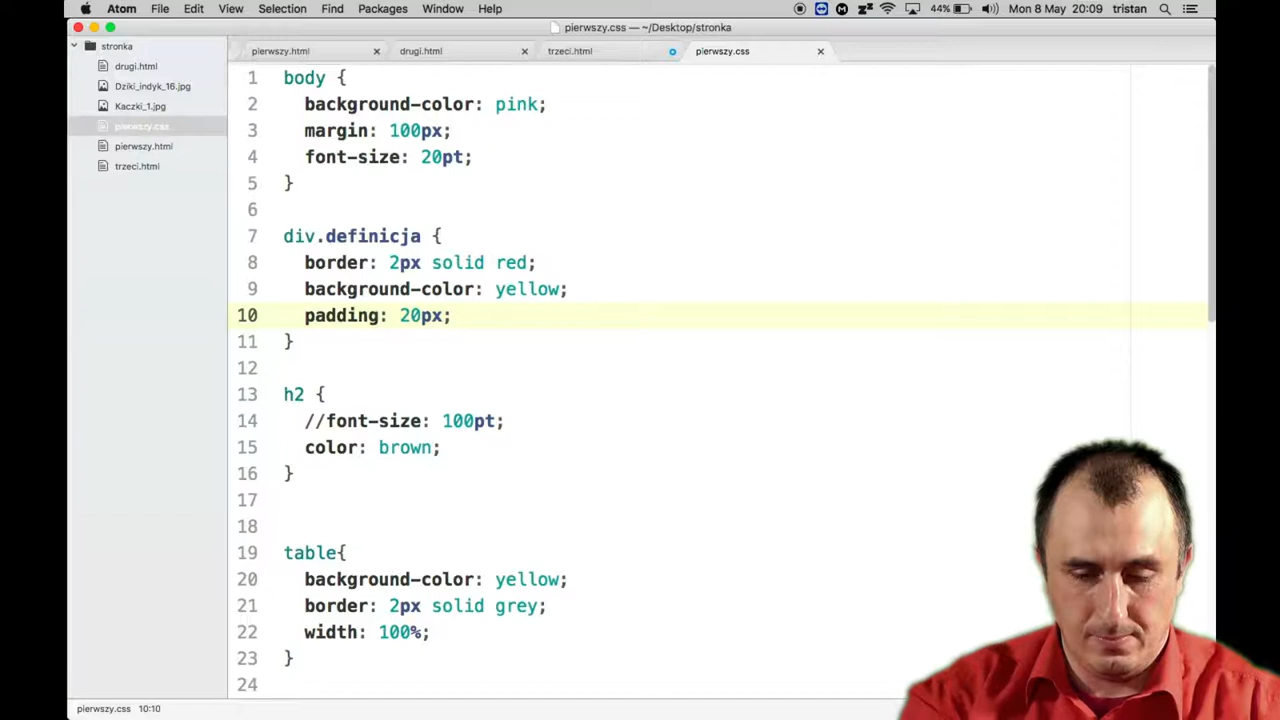 Atom File Edit View Selection Find Packages Window Help 44% Mon 8 May 20:09 tristan
pierwszy.css — ~/Desktop/stronka
stronka
drugi.html
Dziki_indyk_16.jpg
Kaczki_1.jpg
pierwszy.css
pierwszy.html
trzeci.html
pierwszy.html drugi.html trzeci.html pierwszy.css
1 body {
2 background-color: pink;
3 margin: 100px;
4 font-size: 20pt;
5 }
6
7 div.definicja {
8 border: 2px solid red;
9 background-color: yellow;
10 padding: 20px;
11 }
12
13 h2 {
14 //font-size: 100pt;
15 color: brown;
16 }
17
18
19 table{
20 background-color: yellow;
21 border: 2px solid grey;
22 width: 100%;
23 }
24
pierwszy.css 10:10